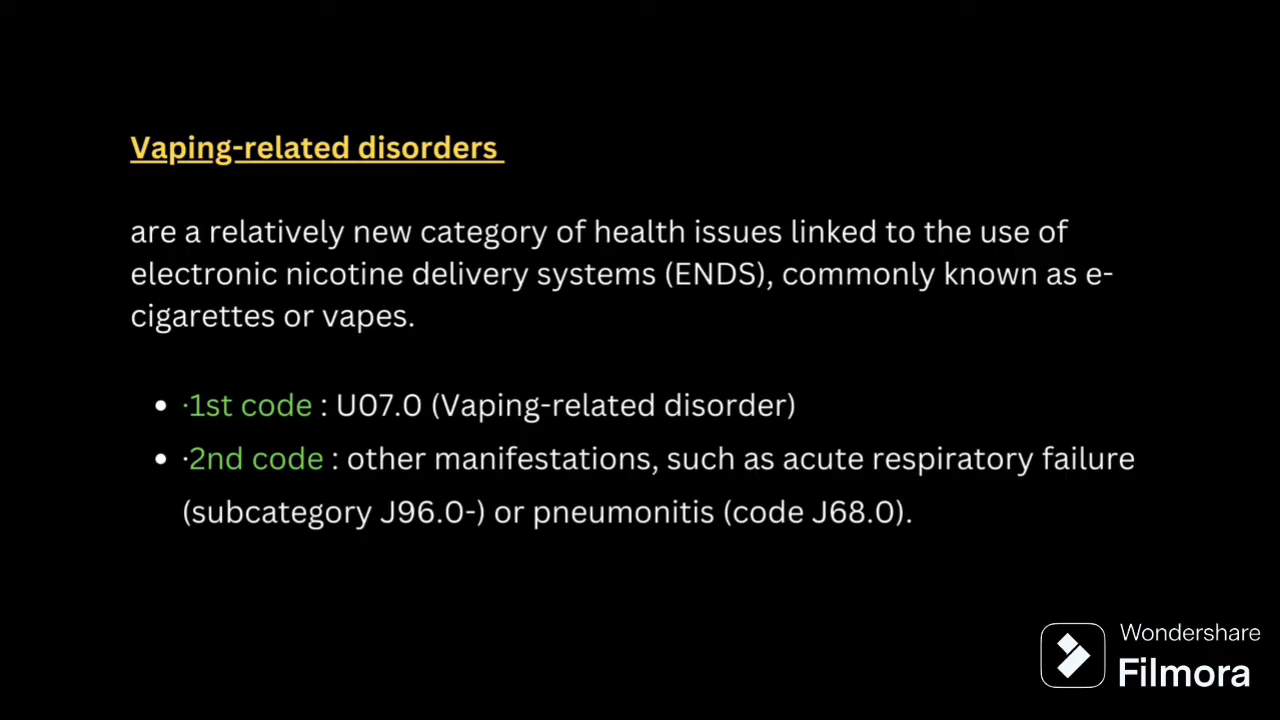 Vaping-related disorders
are a relatively new category of health issues linked to the use of
electronic nicotine delivery systems (ENDS), commonly known as e-
cigarettes or vapes.
• ·1st code : U07.0 (Vaping-related disorder)
• ·2nd code : other manifestations, such as acute respiratory failure
(subcategory J96.0-) or pneumonitis (code J68.0).
Wondershare
Filmora